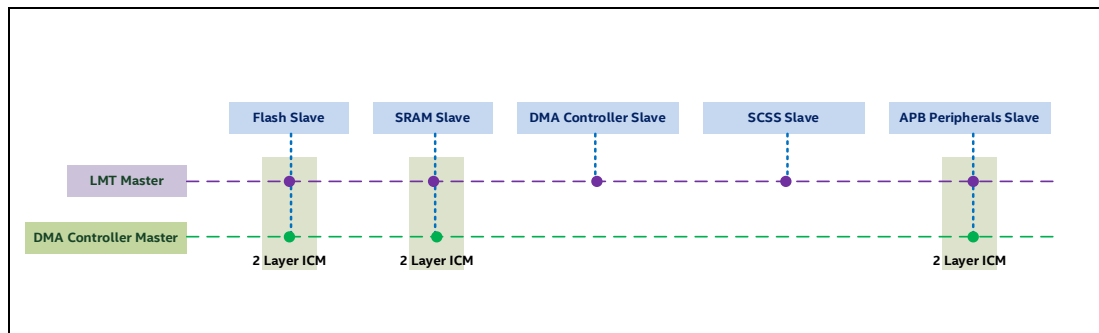 Flash Slave
SRAM Slave
DMA Controller Slave
SCSS Slave
APB Peripherals Slave
LMT Master
DMA Controller Master
2 Layer ICM
2 Layer ICM
2 Layer ICM